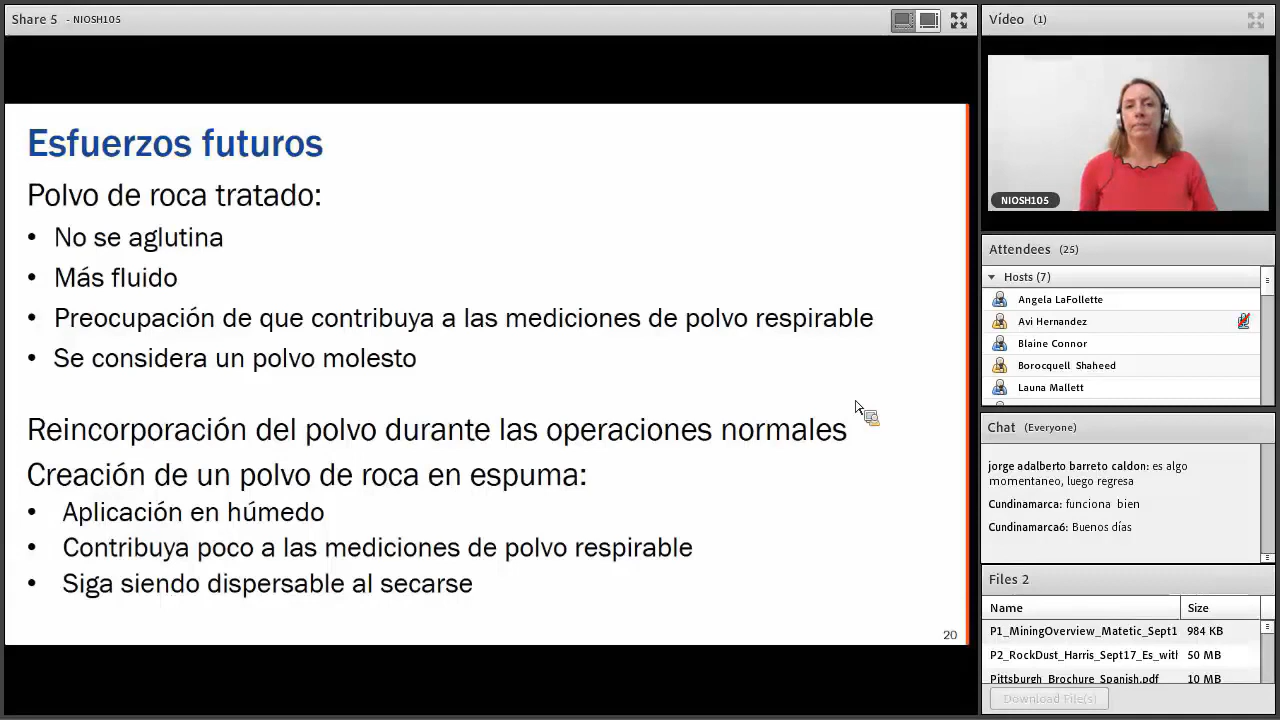 Share 5 - NIOSH105
Esfuerzos futuros
Polvo de roca tratado:
• No se aglutina
• Más fluido
• Preocupación de que contribuya a las mediciones de polvo respirable
• Se considera un polvo molesto
Reincorporación del polvo durante las operaciones normales
Creación de un polvo de roca en espuma:
• Aplicación en húmedo
• Contribuya poco a las mediciones de polvo respirable
• Siga siendo dispersable al secarse
20
Vídeo (1)
NIOSH105
Attendees (25)
Hosts (7)
Angela LaFollette
Avi Hernandez
Blaine Connor
Borocquell Shaheed
Launa Mallett
Chat (Everyone)
jorge adalberto barreto caldon: es algo
momentaneo, luego regresa
Cundinamarca: funciona bien
Cundinamarca6: Buenos días
Files 2
Name Size
P1_MiningOverview_Matetic_Sept1 984 KB
P2_RockDust_Harris_Sept17_Es_with 50 MB
Pittsburgh_Brochure_Spanish.pdf 10 MB
Download File(s)